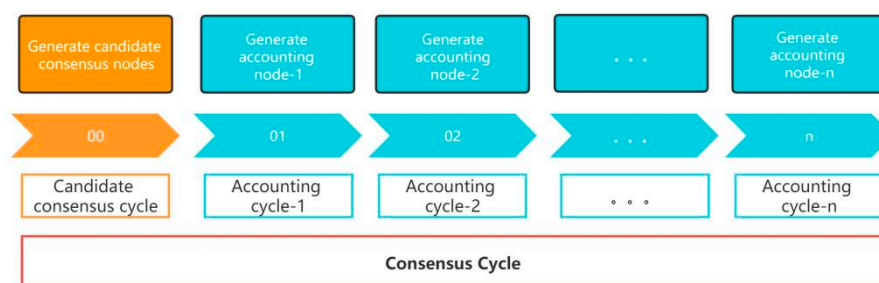 Generate candidate
consensus nodes
Generate
accounting
node-1
Generate
accounting
node-2
。。。
Generate
accounting
node-n
00
01
02
。。。
n
Candidate
consensus cycle
Accounting
cycle-1
Accounting
cycle-2
。。。
Accounting
cycle-n
Consensus Cycle